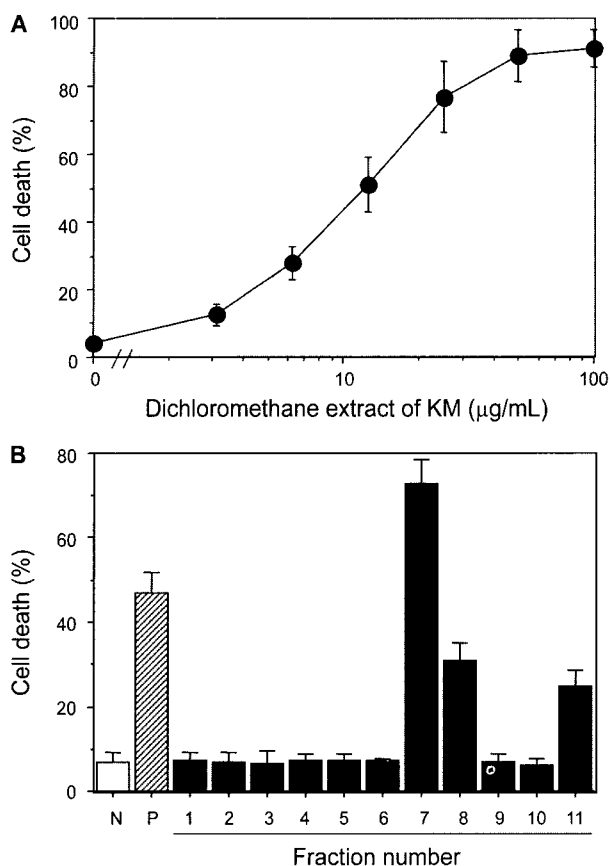 A
100
80
60
40
20
0
Cell death (%)
0 10 100
Dichloromethane extract of KM (μg/mL)
B
80
60
40
20
0
Cell death (%)
N P 1 2 3 4 5 6 7 8 9 10 11
Fraction number